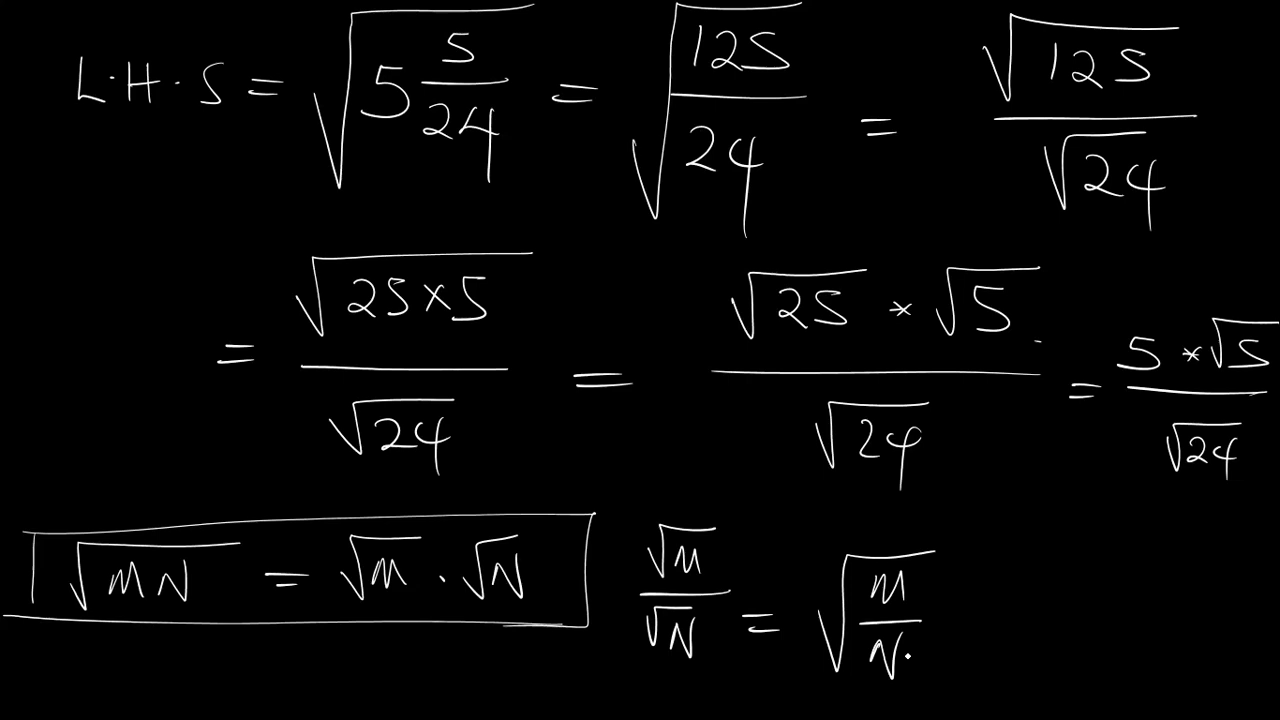 L.H.S = √(5 5/24) = √(125/24) = √125/√24
= √(25×5)/√24 = √25 * √5/√24 = 5 * √5/√24
√MN = √M . √N √M/√N = √(M/N)